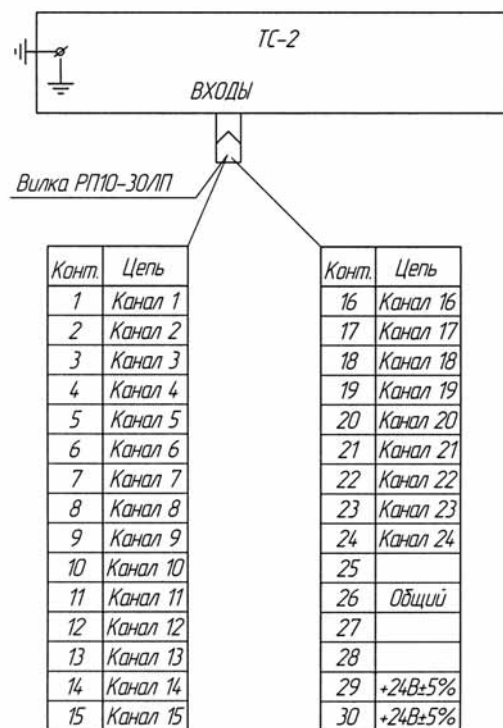 ТС-2
ВХОДЫ
Вилка РП10-30ЛП
Конт. Цепь
1 Канал 1
2 Канал 2
3 Канал 3
4 Канал 4
5 Канал 5
6 Канал 6
7 Канал 7
8 Канал 8
9 Канал 9
10 Канал 10
11 Канал 11
12 Канал 12
13 Канал 13
14 Канал 14
15 Канал 15
Конт. Цепь
16 Канал 16
17 Канал 17
18 Канал 18
19 Канал 19
20 Канал 20
21 Канал 21
22 Канал 22
23 Канал 23
24 Канал 24
25
26 Общий
27
28
29 +24В±5%
30 +24В±5%